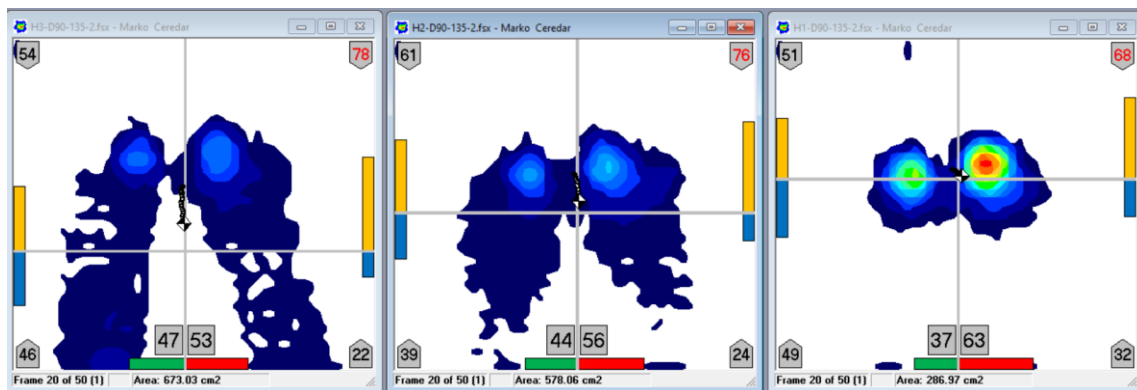 H3-D90-135-2.fsx - Marko Ceredar
54
78
47 53
46
22
Frame 20 of 50 (1) Area: 673.03 cm2
H2-D90-135-2.fsx - Marko Ceredar
61
76
44 56
39
24
Frame 20 of 50 (1) Area: 578.06 cm2
H1-D90-135-2.fsx - Marko Ceredar
51
68
37 63
49
32
Frame 20 of 50 (1) Area: 286.97 cm2